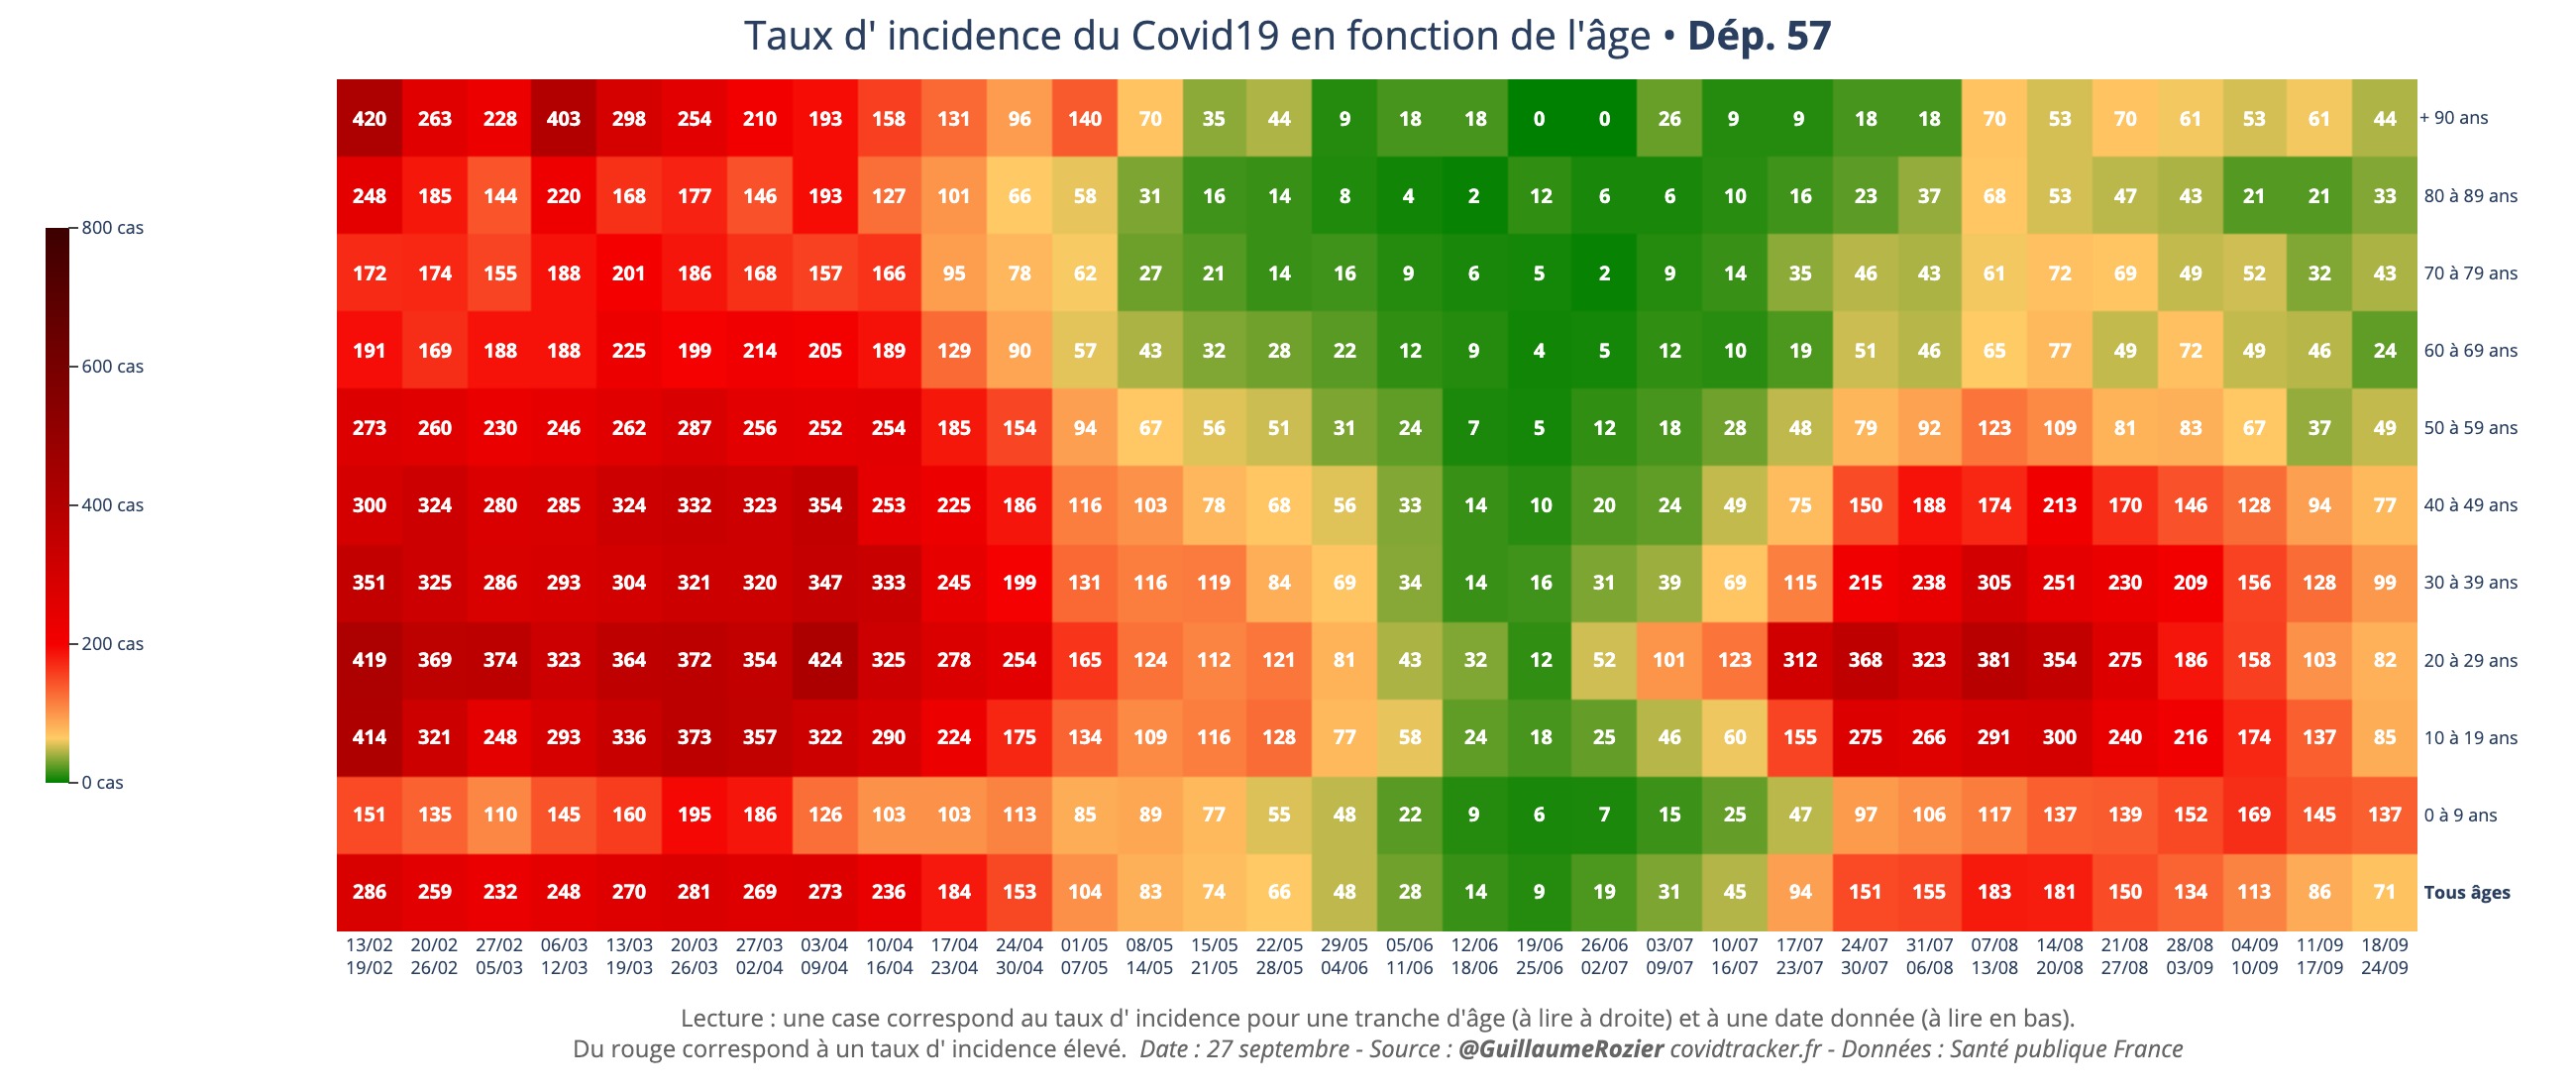 Taux d' incidence du Covid19 en fonction de l'âge • Dép. 57
420 263 228 403 298 254 210 193 158 131 96 140 70 35 44 9 18 18 0 0 26 9 9 18 18 70 53 70 61 53 61 44 + 90 ans
248 185 144 220 168 177 146 193 127 101 66 58 31 16 14 8 4 2 12 6 6 10 16 23 37 68 53 47 43 21 21 33 80 à 89 ans
800 cas
172 174 155 188 201 186 168 157 166 95 78 62 27 21 14 16 9 6 5 2 9 14 35 46 43 61 72 69 49 52 32 43 70 à 79 ans
191 169 188 188 225 199 214 205 189 129 90 57 43 32 28 22 12 9 4 5 12 10 19 51 46 65 77 49 72 49 46 24 60 à 69 ans
600 cas
273 260 230 246 262 287 256 252 254 185 154 94 67 56 51 31 24 7 5 12 18 28 48 79 92 123 109 81 83 67 37 49 50 à 59 ans
400 cas
300 324 280 285 324 332 323 354 253 225 186 116 103 78 68 56 33 14 10 20 24 49 75 150 188 174 213 170 146 128 94 77 40 à 49 ans
351 325 286 293 304 321 320 347 333 245 199 131 116 119 84 69 34 14 16 31 39 69 115 215 238 305 251 230 209 156 128 99 30 à 39 ans
200 cas
419 369 374 323 364 372 354 424 325 278 254 165 124 112 121 81 43 32 12 52 101 123 312 368 323 381 354 275 186 158 103 82 20 à 29 ans
414 321 248 293 336 373 357 322 290 224 175 134 109 116 128 77 58 24 18 25 46 60 155 275 266 291 300 240 216 174 137 85 10 à 19 ans
0 cas
151 135 110 145 160 195 186 126 103 103 113 85 89 77 55 48 22 9 6 7 15 25 47 97 106 117 137 139 152 169 145 137 0 à 9 ans
286 259 232 248 270 281 269 273 236 184 153 104 83 74 66 48 28 14 9 19 31 45 94 151 155 183 181 150 134 113 86 71 Tous âges
13/02 20/02 27/02 06/03 13/03 20/03 27/03 03/04 10/04 17/04 24/04 01/05 08/05 15/05 22/05 29/05 05/06 12/06 19/06 26/06 03/07 10/07 17/07 24/07 31/07 07/08 14/08 21/08 28/08 04/09 11/09 18/09
19/02 26/02 05/03 12/03 19/03 26/03 02/04 09/04 16/04 23/04 30/04 07/05 14/05 21/05 28/05 04/06 11/06 18/06 25/06 02/07 09/07 16/07 23/07 30/07 06/08 13/08 20/08 27/08 03/09 10/09 17/09 24/09
Lecture : une case correspond au taux d' incidence pour une tranche d'âge (à lire à droite) et à une date donnée (à lire en bas).
Du rouge correspond à un taux d' incidence élevé. Date : 27 septembre - Source : @GuillaumeRozier covidtracker.fr - Données : Santé publique France